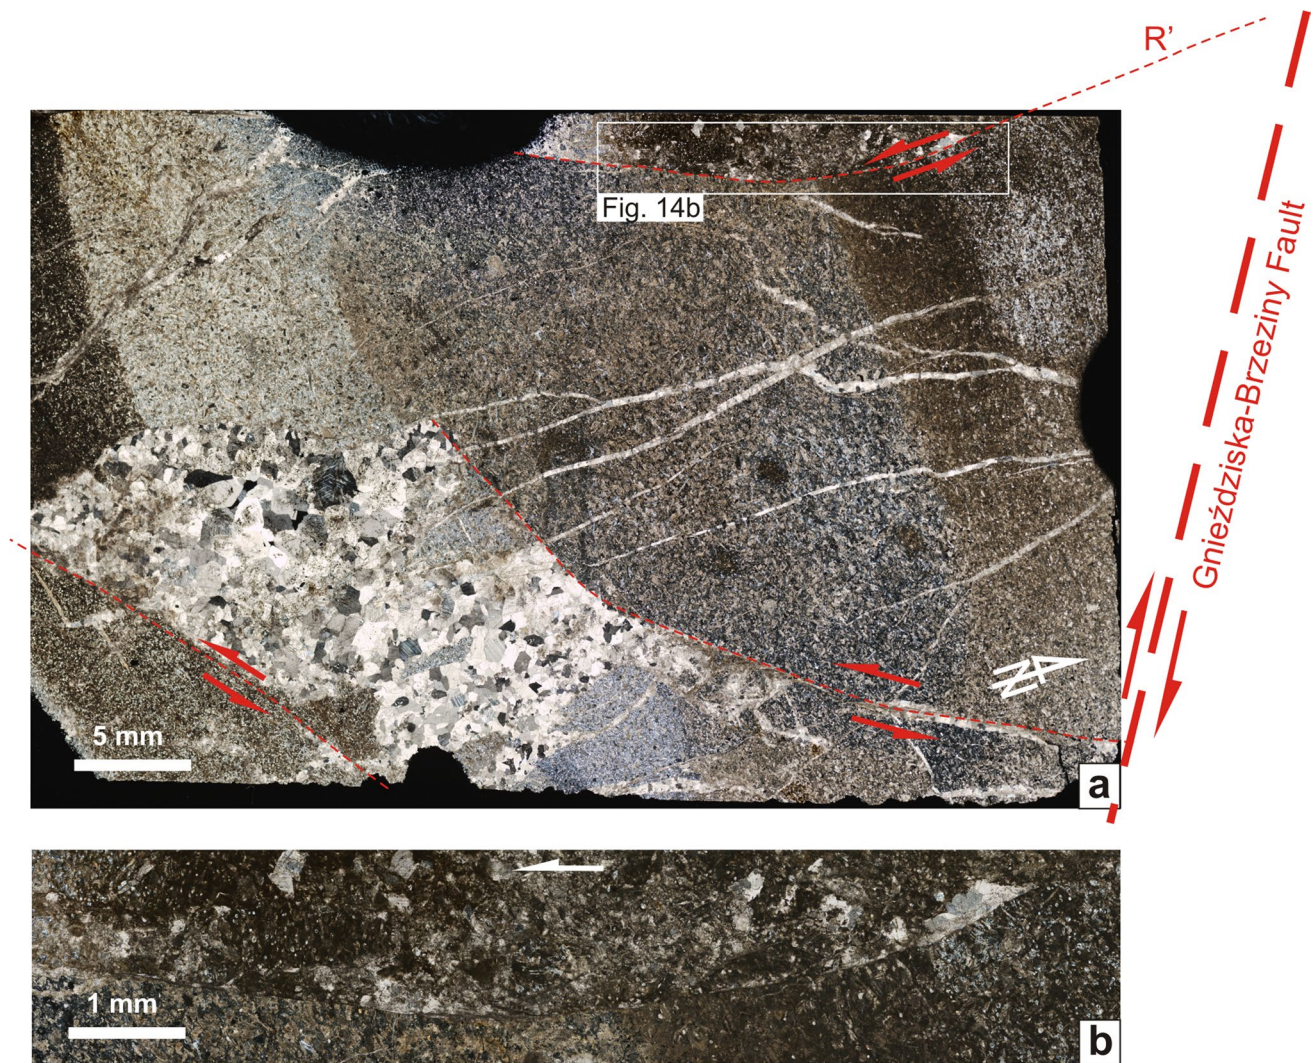 R’
Fig. 14b
Gnieździska-Brzeziny Fault
N
5 mm
a
1 mm
b